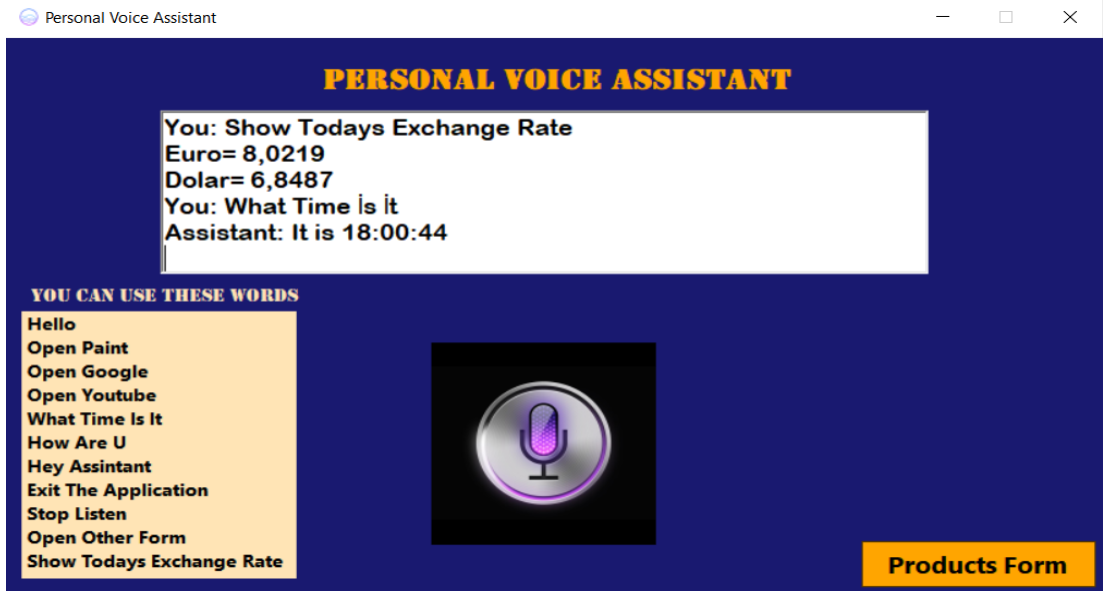 Personal Voice Assistant
PERSONAL VOICE ASSISTANT
You: Show Todays Exchange Rate
Euro= 8,0219
Dolar= 6,8487
You: What Time İs İt
Assistant: It is 18:00:44
YOU CAN USE THESE WORDS
Hello
Open Paint
Open Google
Open Youtube
What Time Is It
How Are U
Hey Assintant
Exit The Application
Stop Listen
Open Other Form
Show Todays Exchange Rate
Products Form